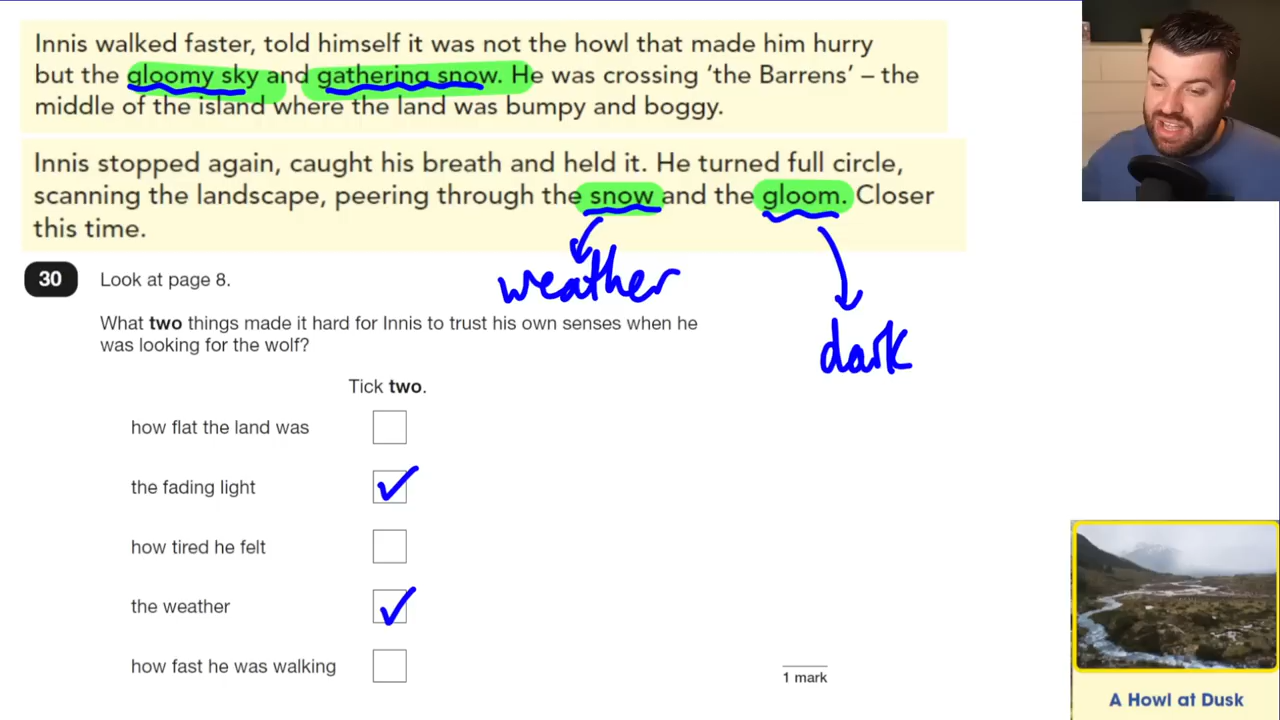 Innis walked faster, told himself it was not the howl that made him hurry
but the gloomy sky and gathering snow. He was crossing ‘the Barrens’ – the
middle of the island where the land was bumpy and boggy.
Innis stopped again, caught his breath and held it. He turned full circle,
scanning the landscape, peering through the snow and the gloom. Closer
this time.
weather
dark
30 Look at page 8.
What two things made it hard for Innis to trust his own senses when he
was looking for the wolf?
Tick two.
how flat the land was
the fading light
how tired he felt
the weather
how fast he was walking
1 mark
A Howl at Dusk